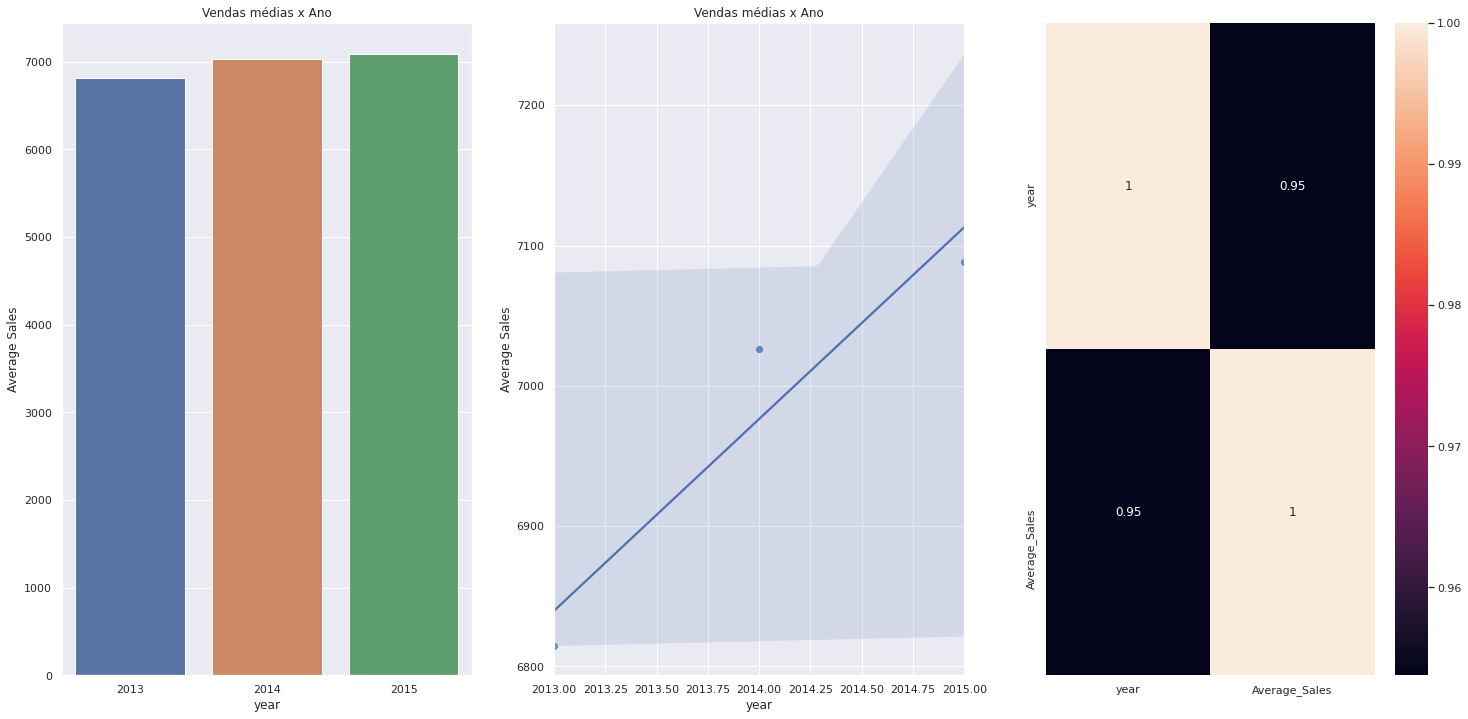 Vendas médias x Ano
7000
6000
5000
4000
3000
2000
1000
0
Average Sales
2013 2014 2015
year
Vendas médias x Ano
7200
7100
7000
6900
6800
Average Sales
2013.00 2013.25 2013.50 2013.75 2014.00 2014.25 2014.50 2014.75 2015.00
year
year
Average_Sales
1 0.95
0.95 1
year Average_Sales
1.00
0.99
0.98
0.97
0.96